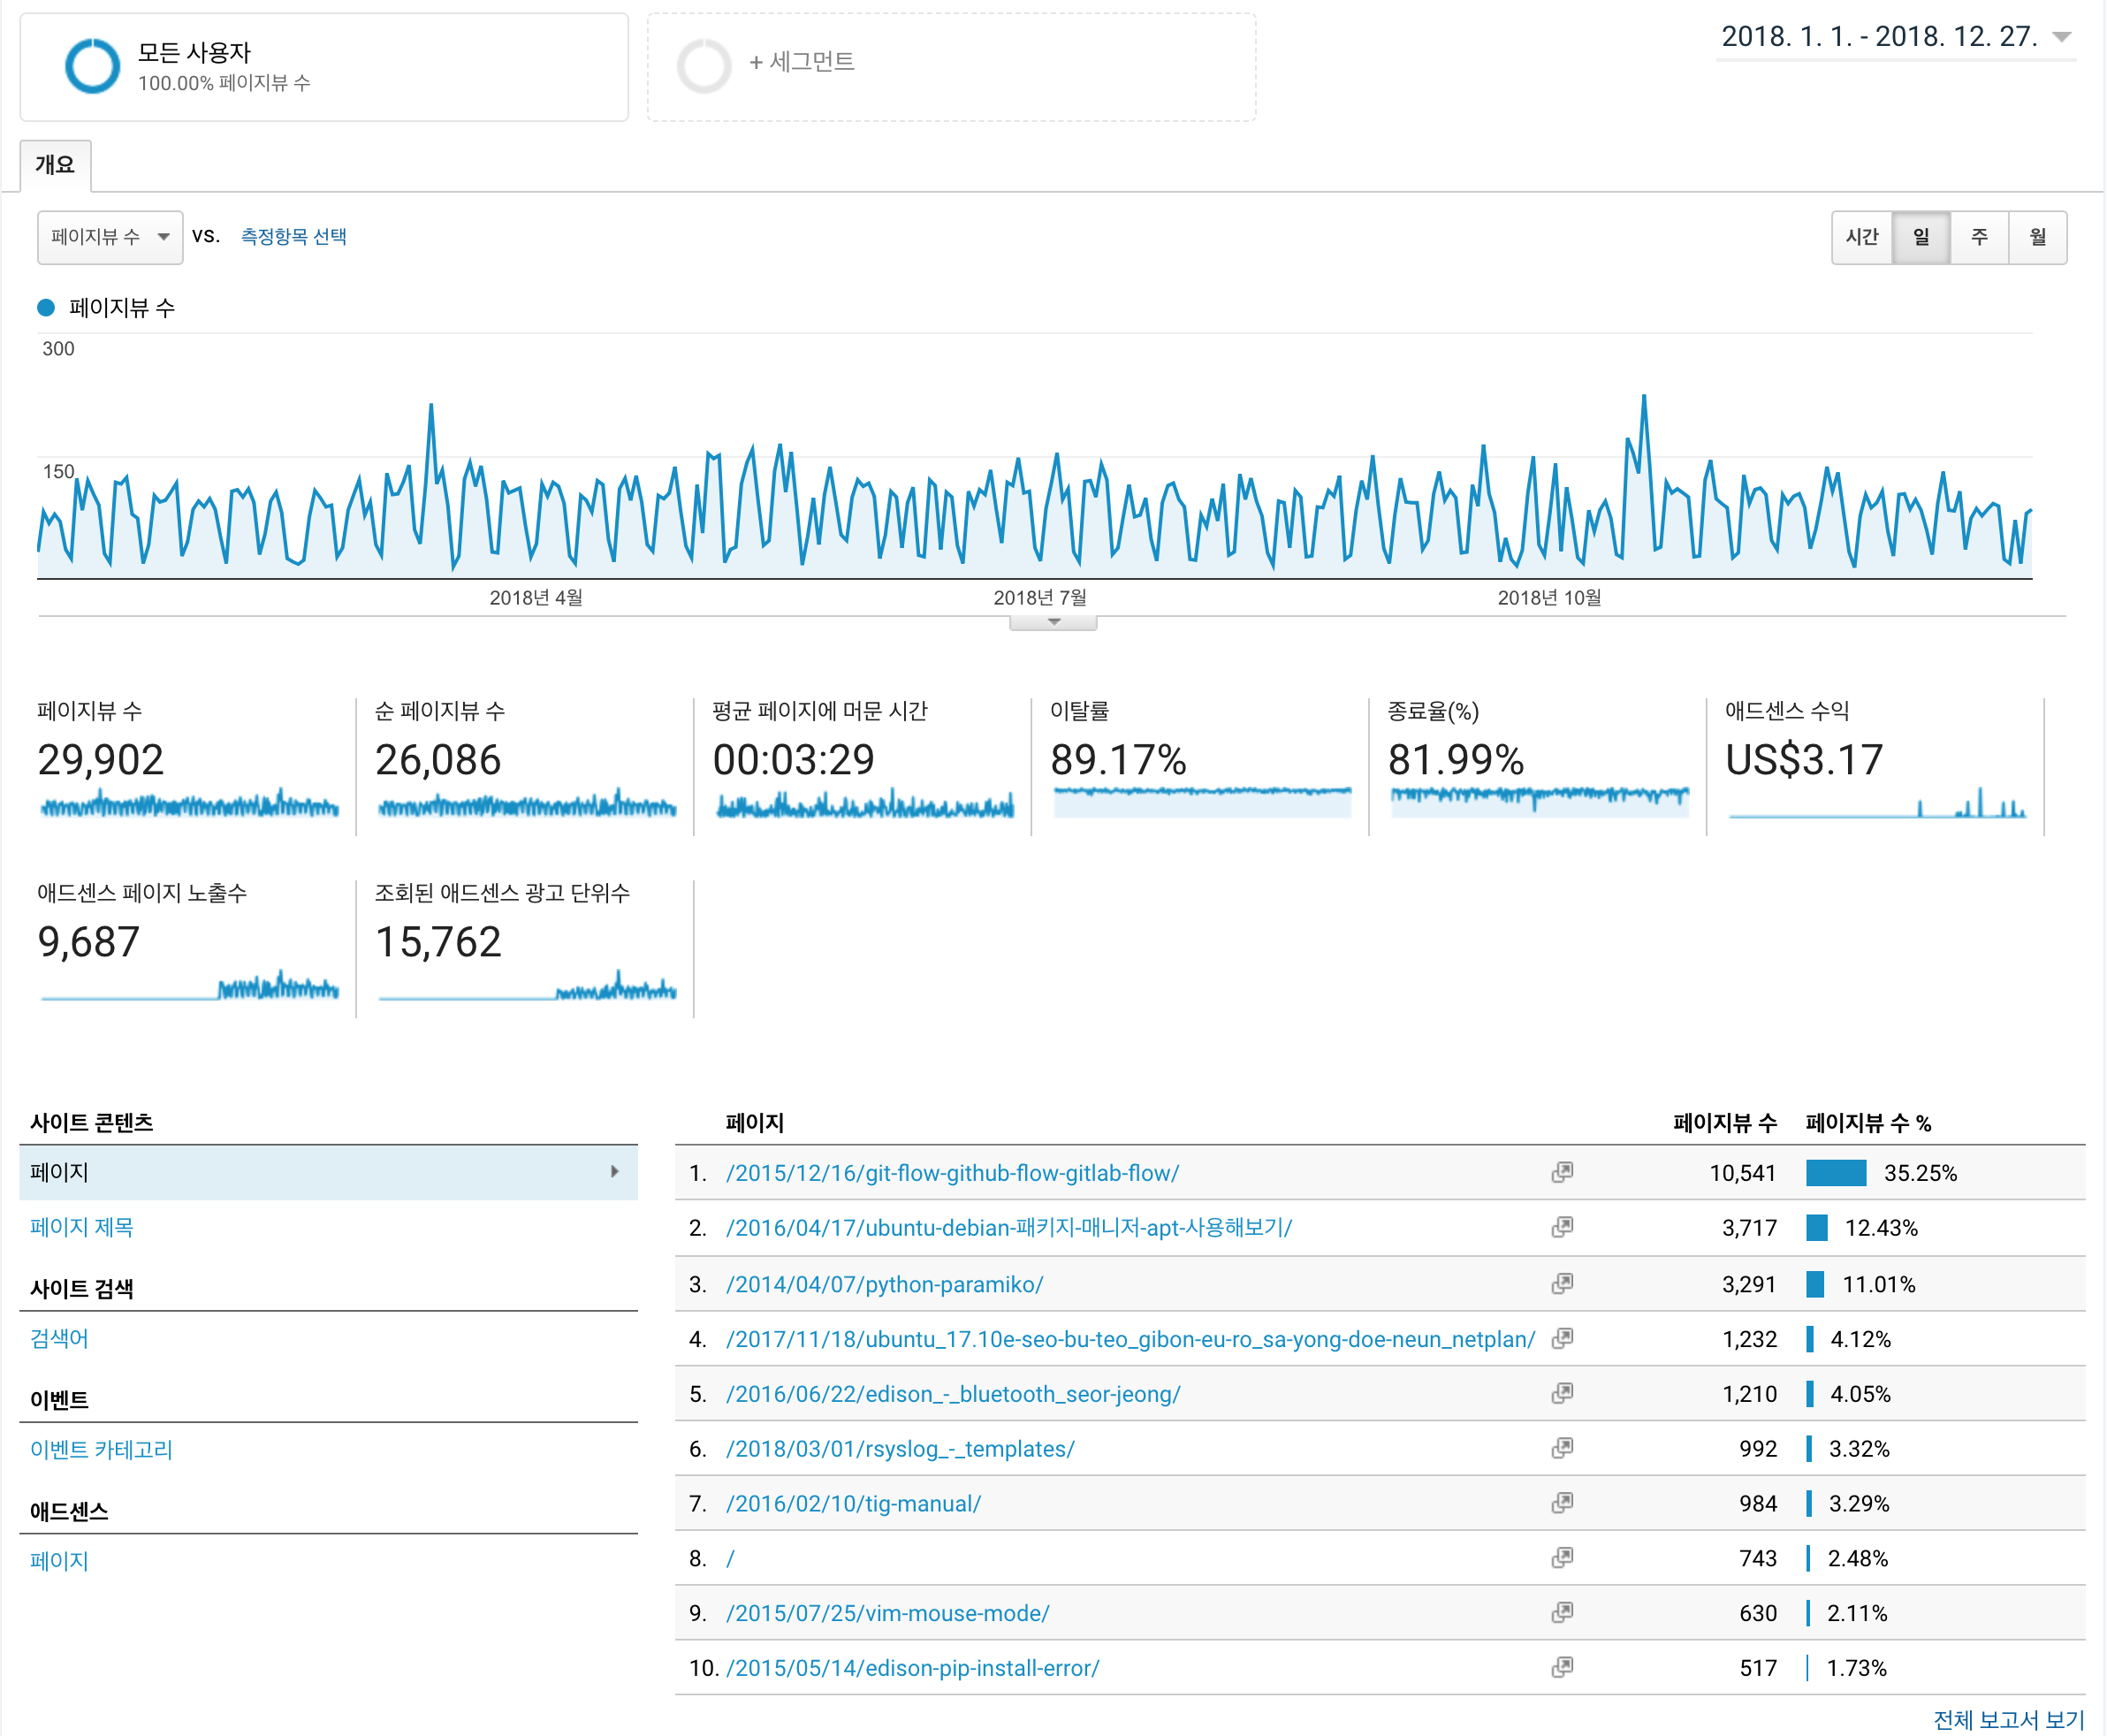 모든 사용자
100.00% 페이지뷰 수
+ 세그먼트
2018. 1. 1. - 2018. 12. 27.
개요
페이지뷰 수 vs. 측정항목 선택
시간 일 주 월
페이지뷰 수
300
150
2018년 4월 2018년 7월 2018년 10월
페이지뷰 수
29,902
순 페이지뷰 수
26,086
평균 페이지에 머문 시간
00:03:29
이탈률
89.17%
종료율(%)
81.99%
애드센스 수익
US$3.17
애드센스 페이지 노출수
9,687
조회된 애드센스 광고 단위수
15,762
사이트 콘텐츠
페이지
페이지 제목
사이트 검색
검색어
이벤트
이벤트 카테고리
애드센스
페이지
페이지 페이지뷰 수 페이지뷰 수 %
1. /2015/12/16/git-flow-github-flow-gitlab-flow/ 10,541 35.25%
2. /2016/04/17/ubuntu-debian-패키지-매니저-apt-사용해보기/ 3,717 12.43%
3. /2014/04/07/python-paramiko/ 3,291 11.01%
4. /2017/11/18/ubuntu_17.10e-seo-bu-teo_gibon-eu-ro_sa-yong-doe-neun_netplan/ 1,232 4.12%
5. /2016/06/22/edison_-_bluetooth_seor-jeong/ 1,210 4.05%
6. /2018/03/01/rsyslog_-_templates/ 992 3.32%
7. /2016/02/10/tig-manual/ 984 3.29%
8. / 743 2.48%
9. /2015/07/25/vim-mouse-mode/ 630 2.11%
10. /2015/05/14/edison-pip-install-error/ 517 1.73%
전체 보고서 보기